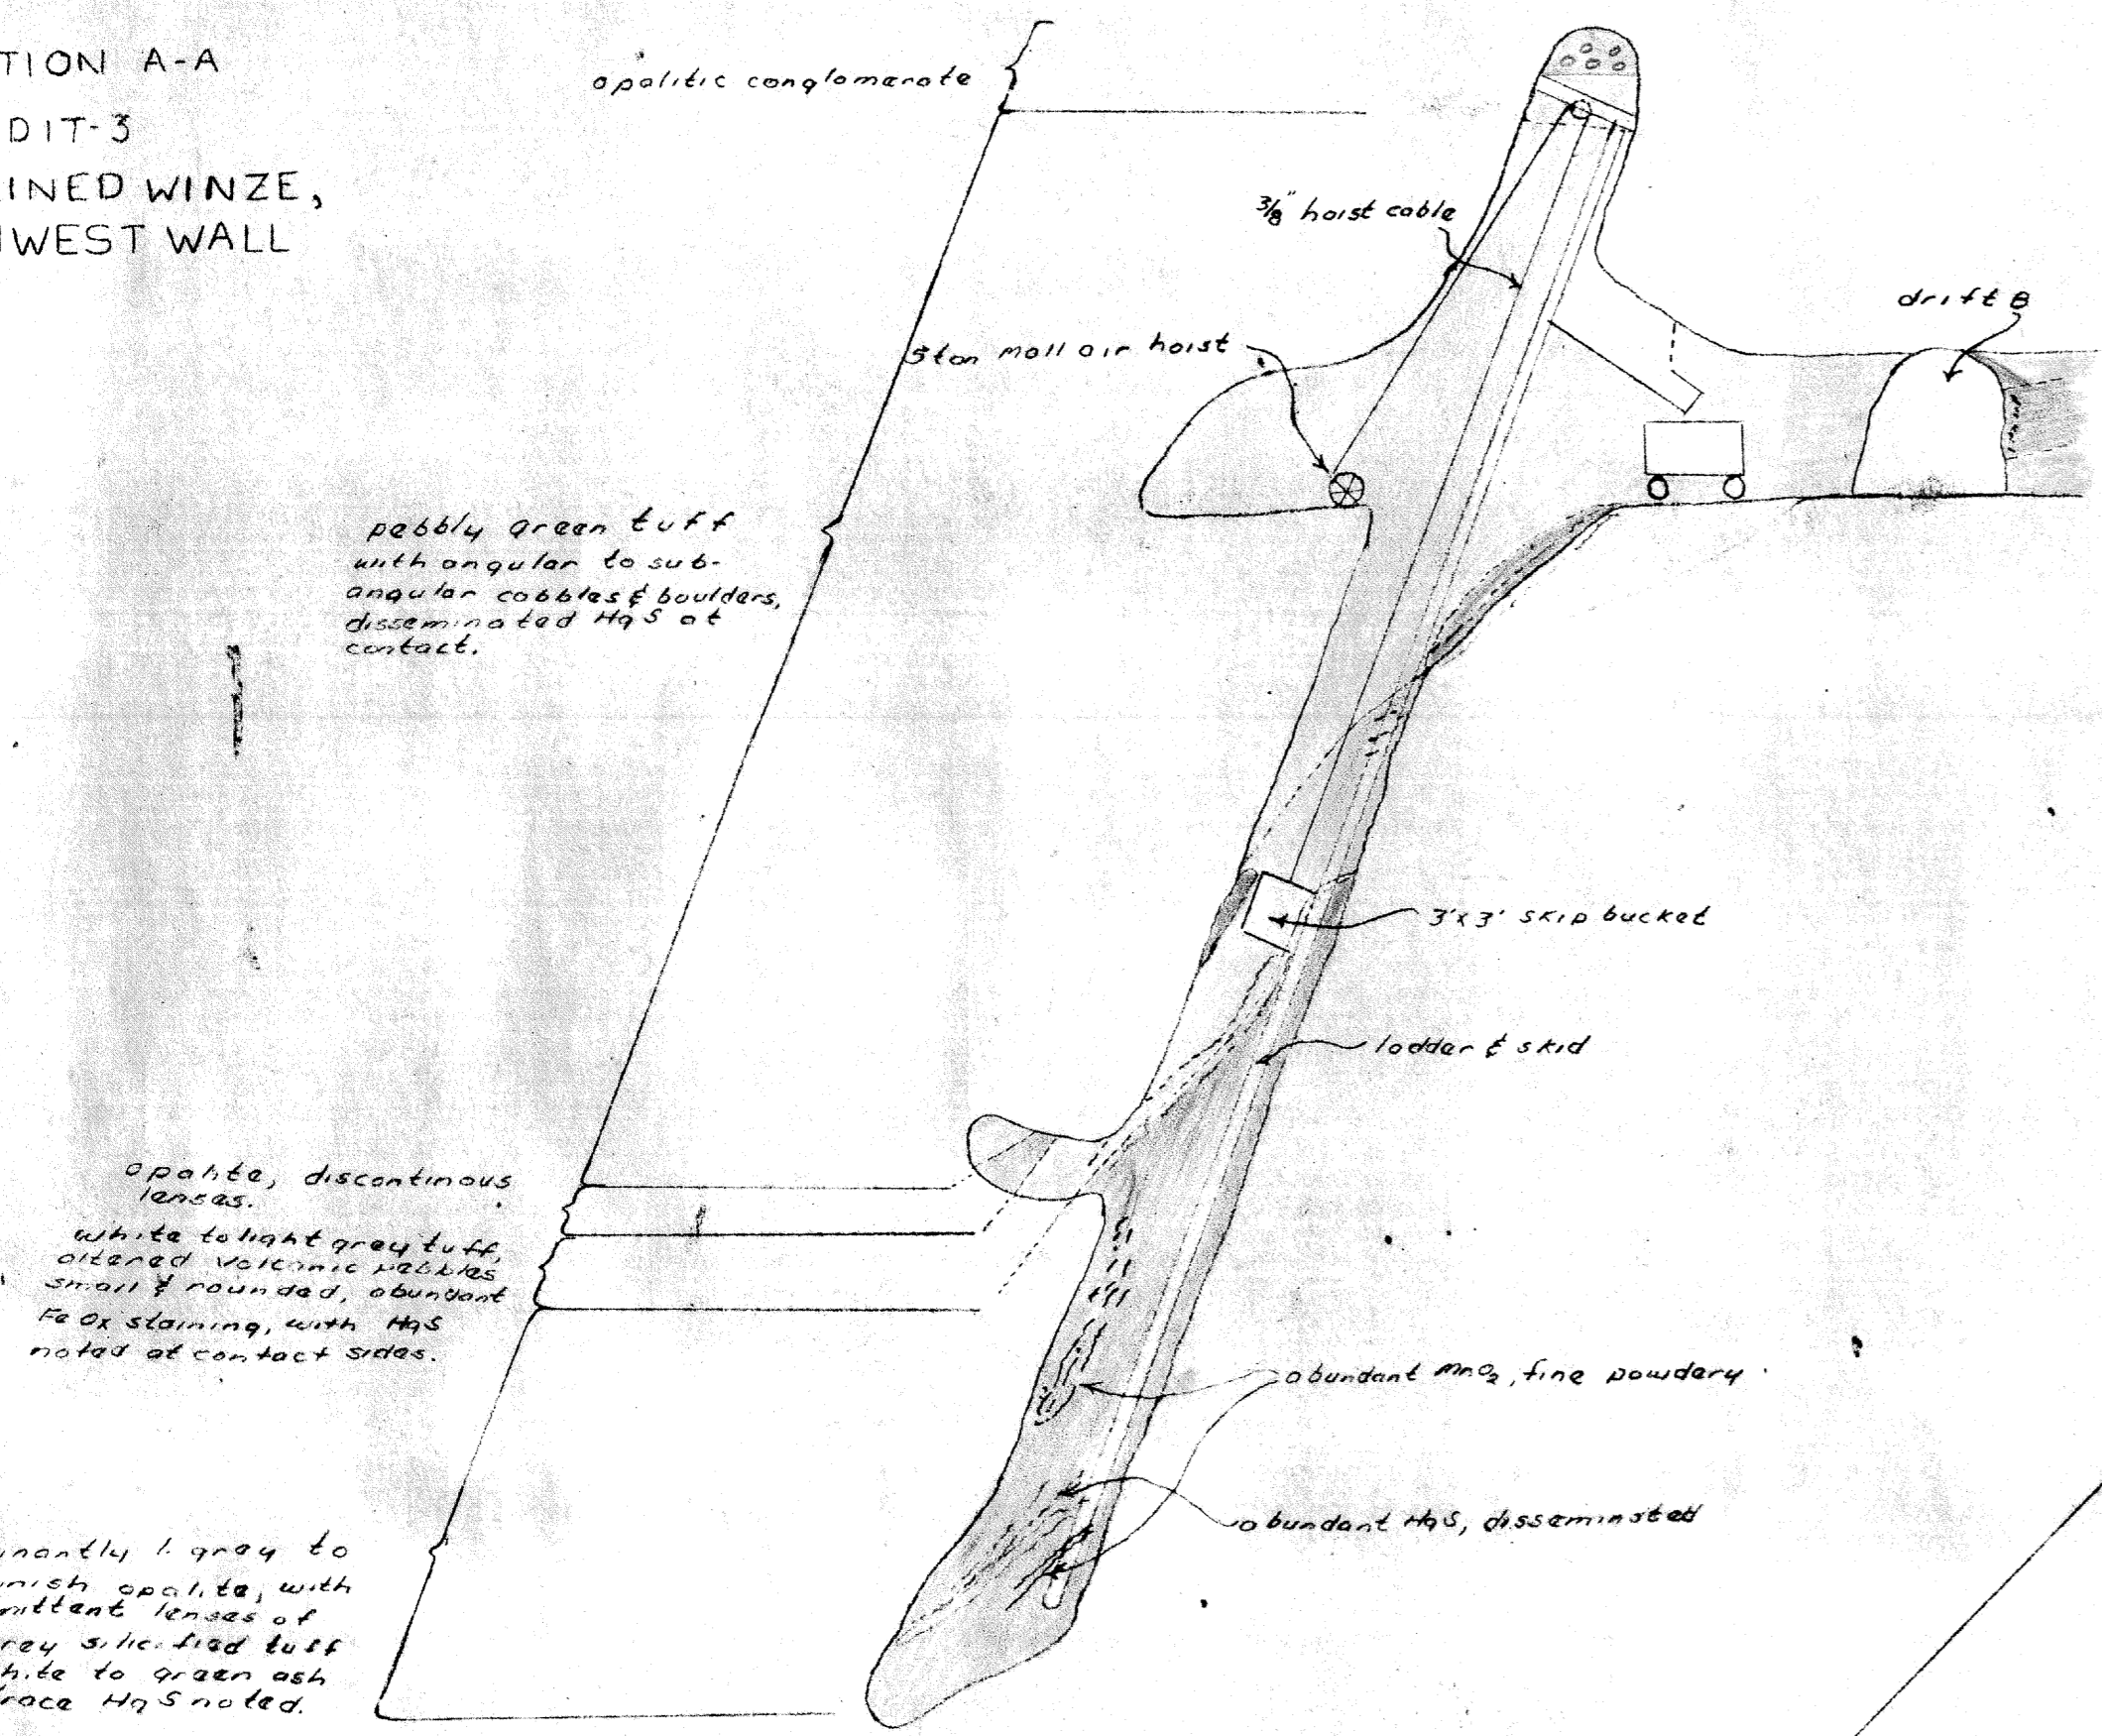 TION A-A
DIT-3
INED WINZE,
WEST WALL
opalitic conglomerate
3/8" hoist cable
drift B
5 ton mall air hoist
pebbly green tuff
with angular to sub-
angular cobbles & boulders,
disseminated HgS at
contact.
3'x3' skip bucket
ladder & skid
opalite, discontinous
lenses.
white to light grey tuff,
altered volcanic pebbles
small & rounded, abundant
FeOx staining, with HgS
noted at contact sides.
abundant MnO₂, fine powdery
abundant HgS, disseminated
nantly l. grey to
nish opalite, with
mittent lenses of
rey silicified tuff
hite to green ash
race HgS noted.